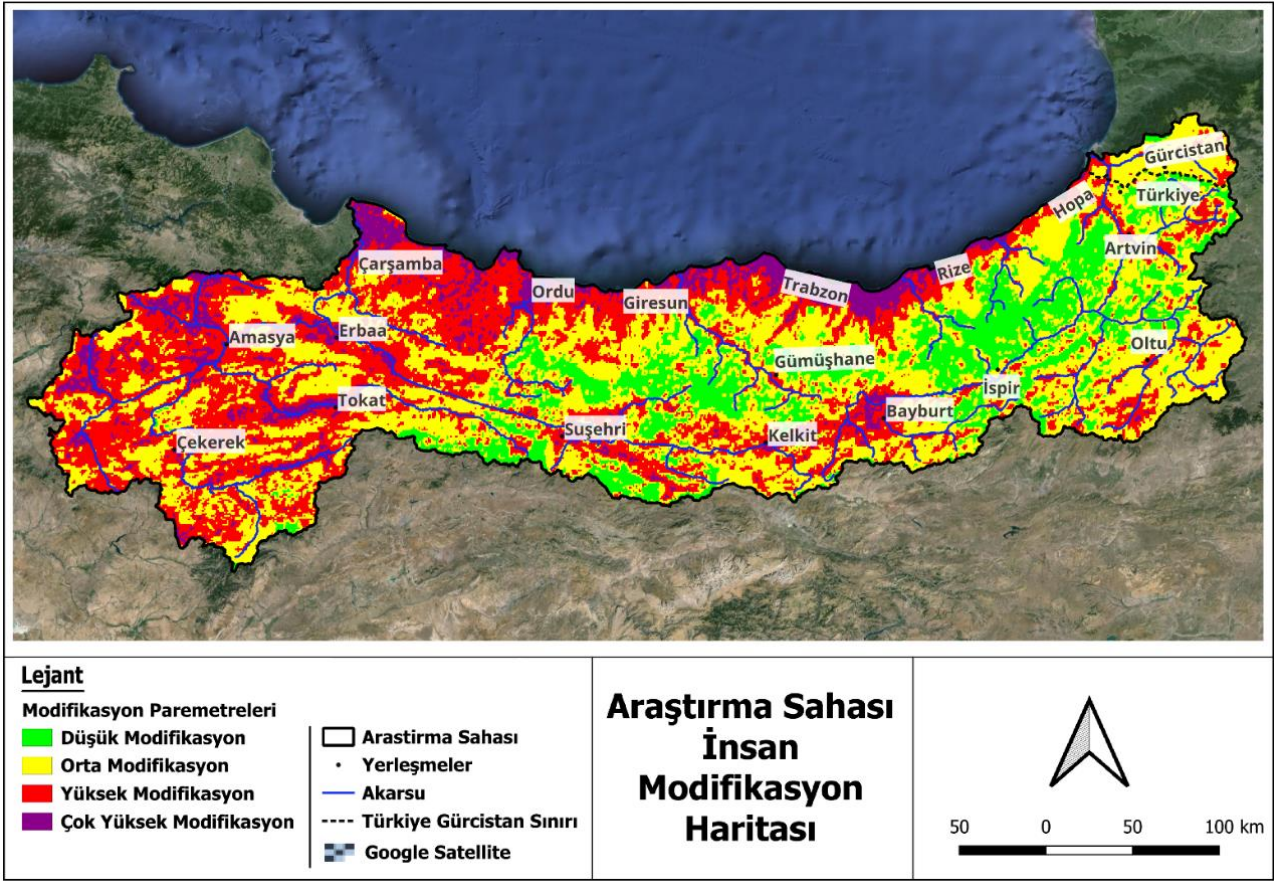 Gürcistan
Türkiye
Hopa
Artvin
Çarşamba
Rize
Ordu
Trabzon
Giresun
Amasya
Erbaa
Oltu
Gümüşhane
İspir
Tokat
Bayburt
Suşehri
Kelkit
Çekerek
Lejant
Modifikasyon Paremetreleri
Düşük Modifikasyon
Orta Modifikasyon
Yüksek Modifikasyon
Çok Yüksek Modifikasyon
Arastirma Sahası
Yerleşmeler
Akarsu
Türkiye Gürcistan Sınırı
Google Satellite
Araştırma Sahası
İnsan
Modifikasyon
Haritası
50 0 50 100 km